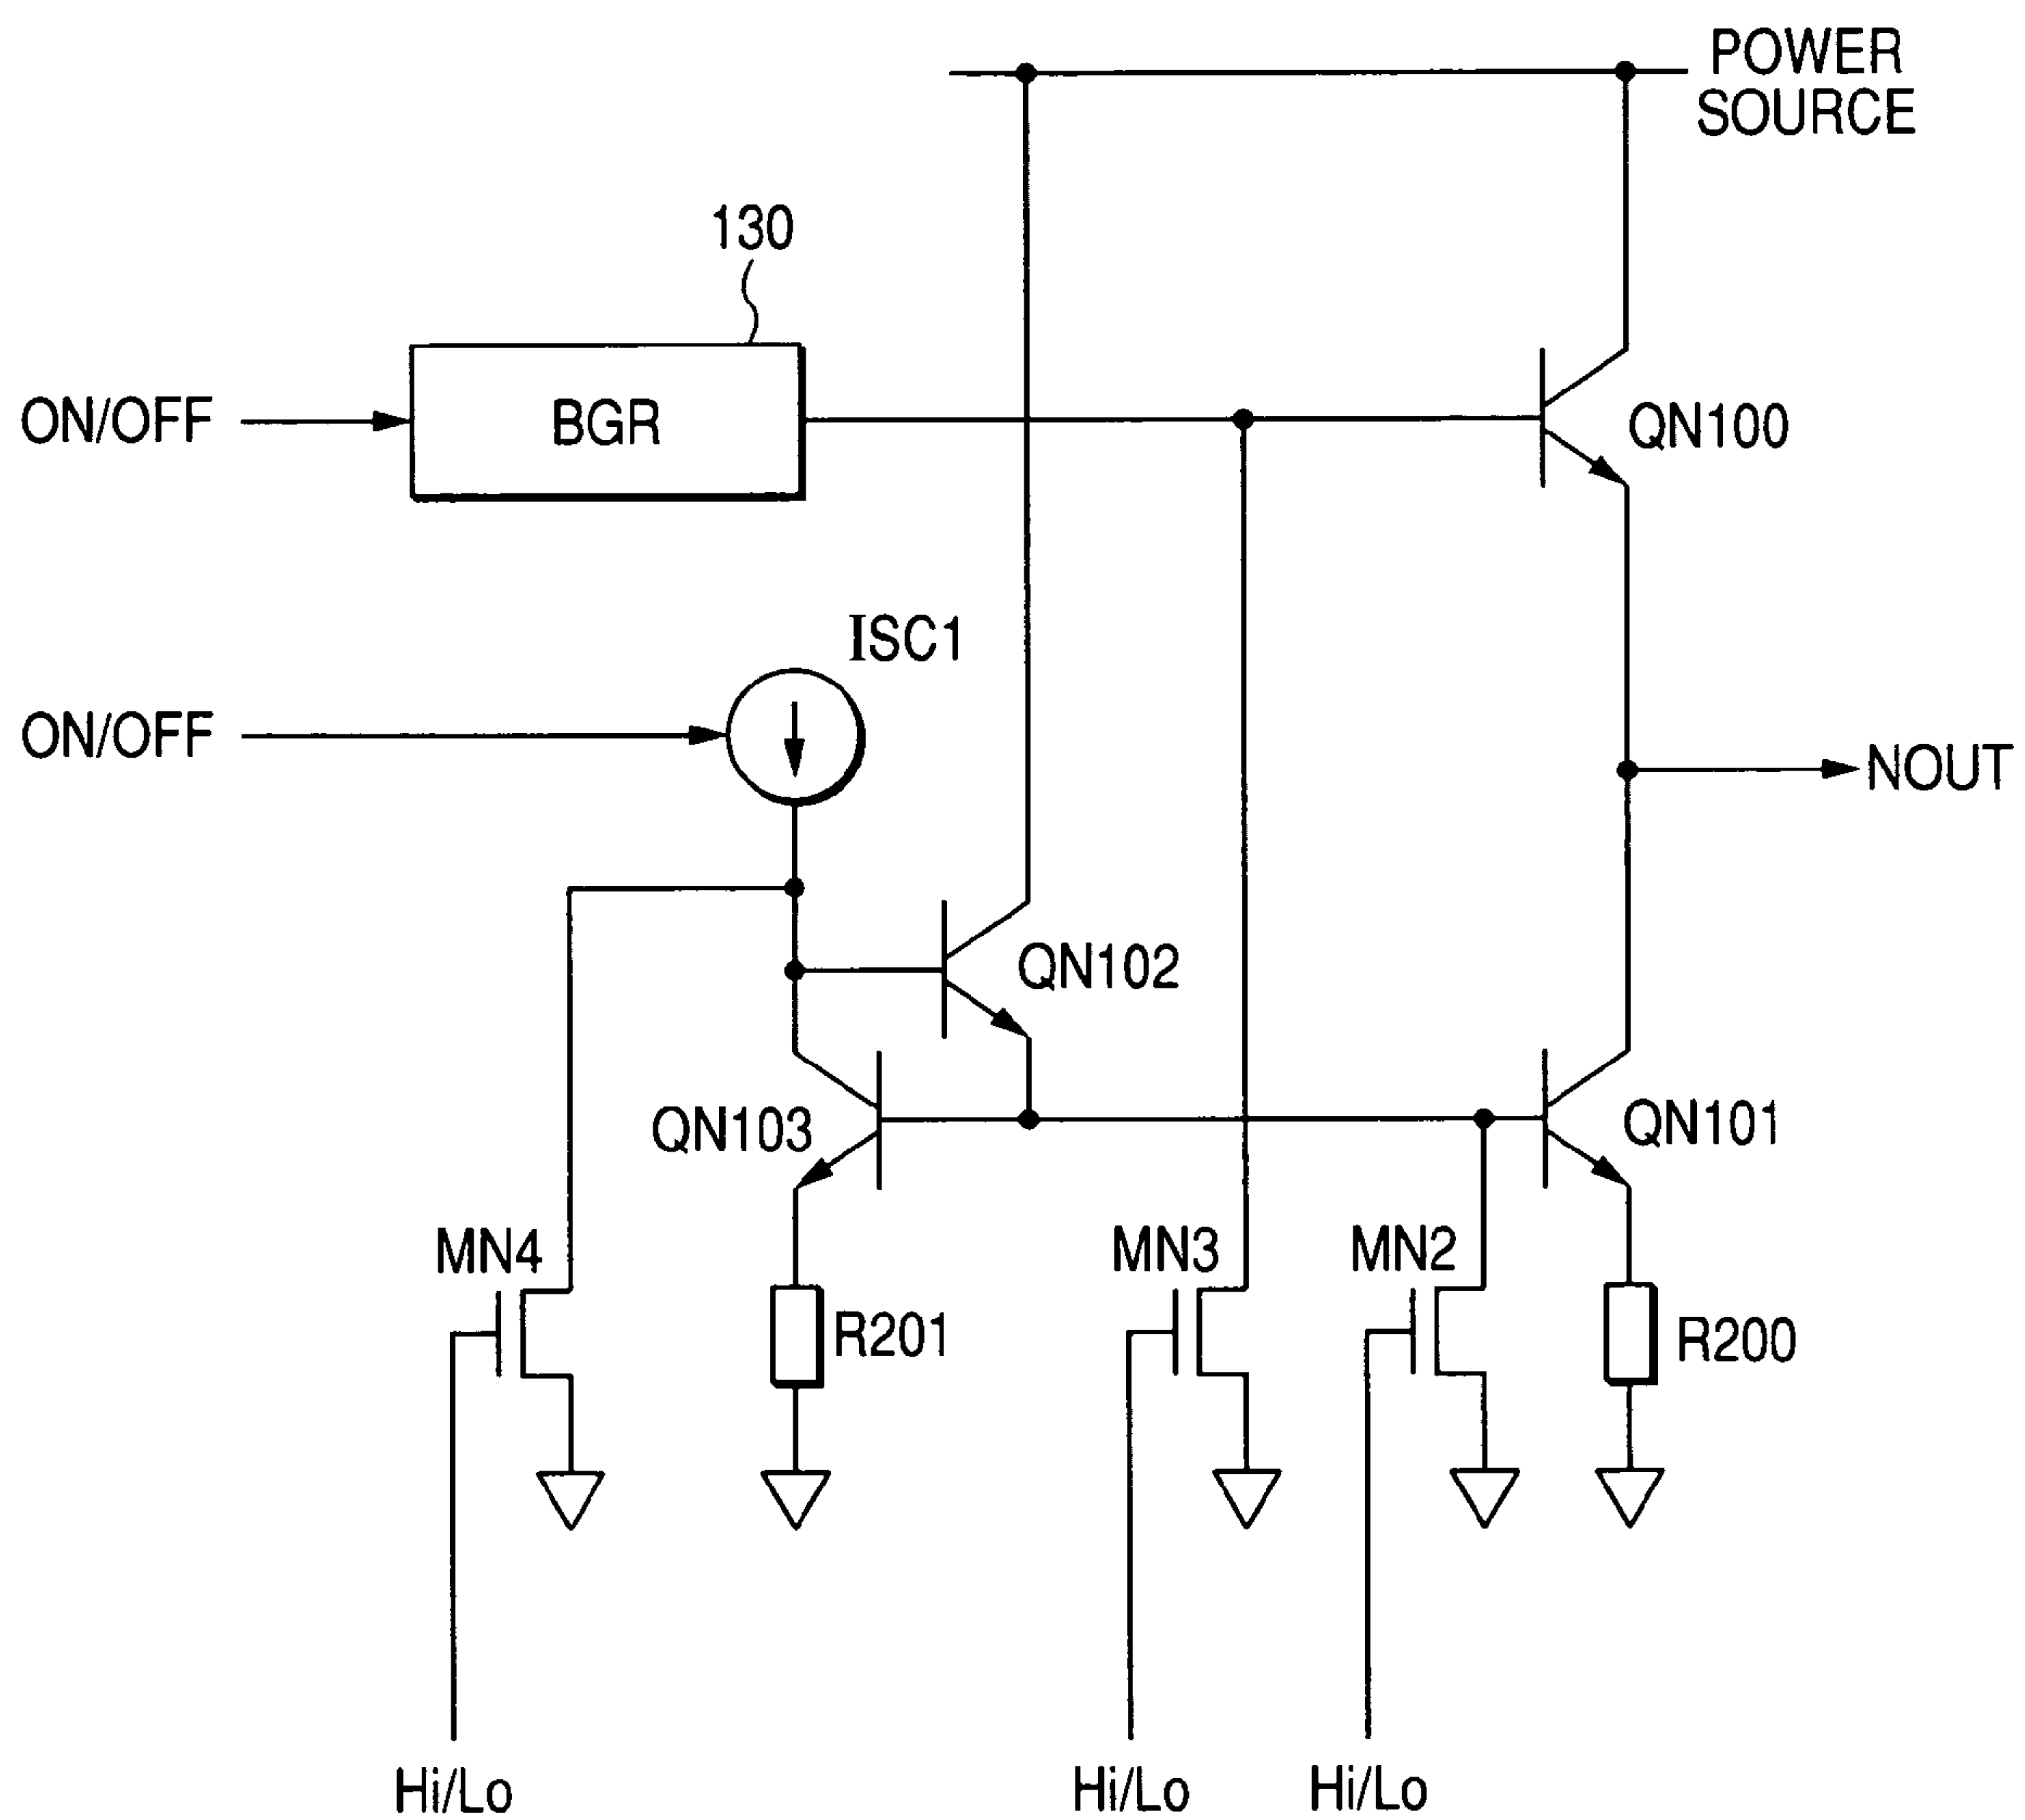 POWER
SOURCE
130
ON/OFF
BGR
QN100
ISC1
ON/OFF
NOUT
QN102
QN103
QN101
MN4
MN3
MN2
R201
R200
Hi/Lo
Hi/Lo
Hi/Lo